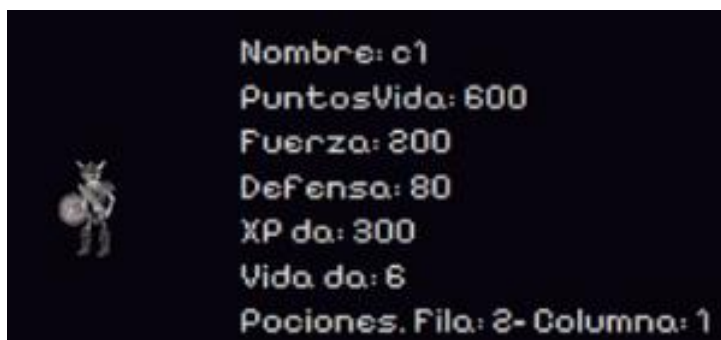 Nombre: c1
PuntosVida: 600
Fuerza: 200
Defensa: 80
XP da: 300
Vida da: 6
Pociones. Fila: 2- Columna: 1